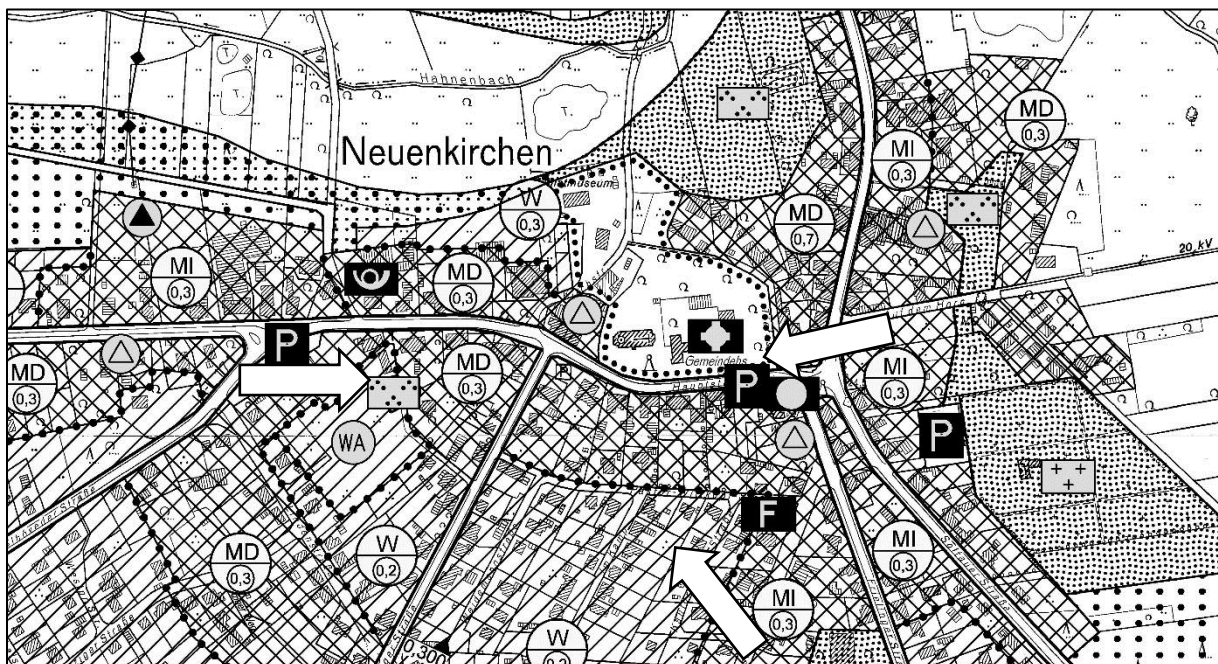 Hahnenbach
T.
T.
T.
Neuenkirchen
MD
0,3
MI
0,3
W
0,3
MD
0,7
20 kV
MI
0,3
MD
0,3
MD
0,3
P
MD
0,3
Gemeindehs
MI
0,3
P
P
WA
F
MD
0,3
W
0,2
MI
0,3
MI
0,3
W
0,300